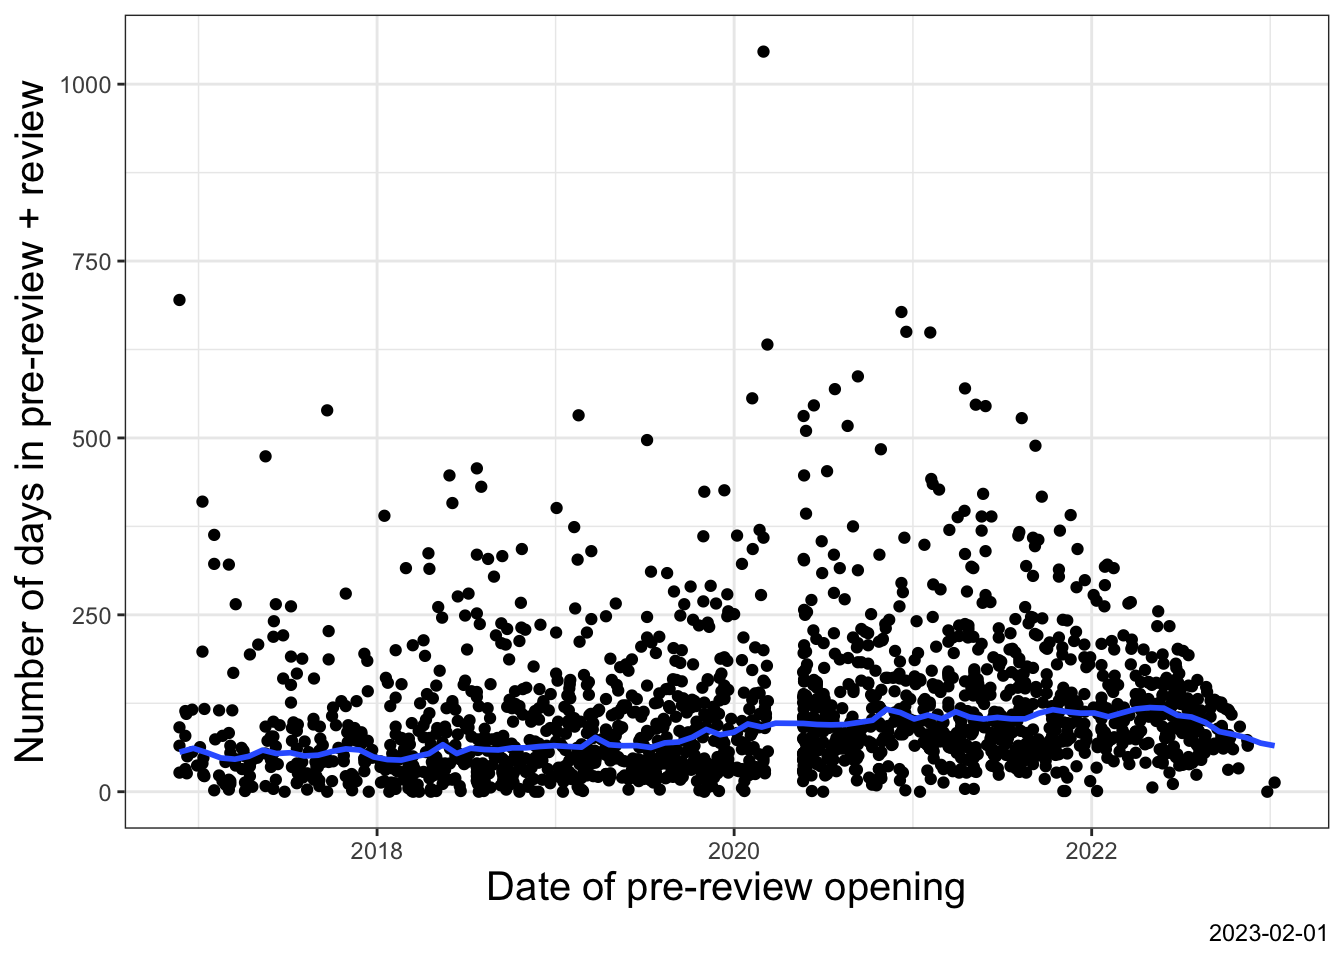 Number of days in pre-review + review
1000
750
500
250
0
2018 2020 2022
Date of pre-review opening
2023-02-01